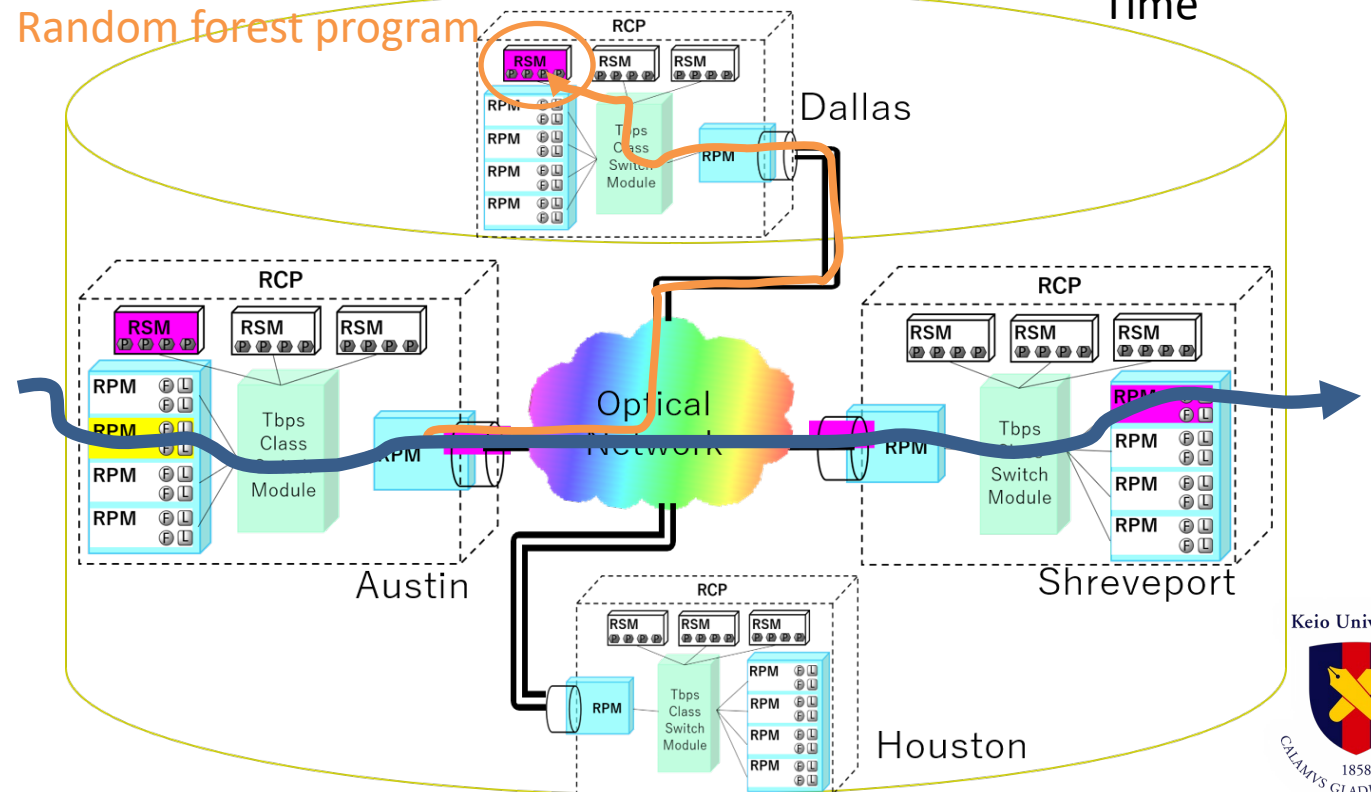 Time
Random forest program
RCP
RSM
P P P P
RSM
P P P P
RSM
P P P P
RPM F L
F L
RPM F L
F L
RPM F L
F L
RPM F L
F L
Tbps
Class
Switch
Module
RPM
Dallas
RCP
RSM
P P P P
RSM
P P P P
RSM
P P P P
RPM F L
F L
RPM F L
F L
RPM F L
F L
RPM F L
F L
Tbps
Class
Module
RPM
Austin
Optical
Network
RCP
RSM
P P P P
RSM
P P P P
RSM
P P P P
RPM
Tbps
Class
Switch
Module
RPM L
F L
RPM F L
F L
RPM F L
F L
RPM F L
F L
Shreveport
RCP
RSM
P P P P
RSM
P P P P
RSM
P P P P
RPM
Tbps
Class
Switch
Module
RPM F L
F L
RPM F L
F L
RPM F L
F L
RPM F L
F L
Houston
Keio Univ
CALAMVS GLAD
1858